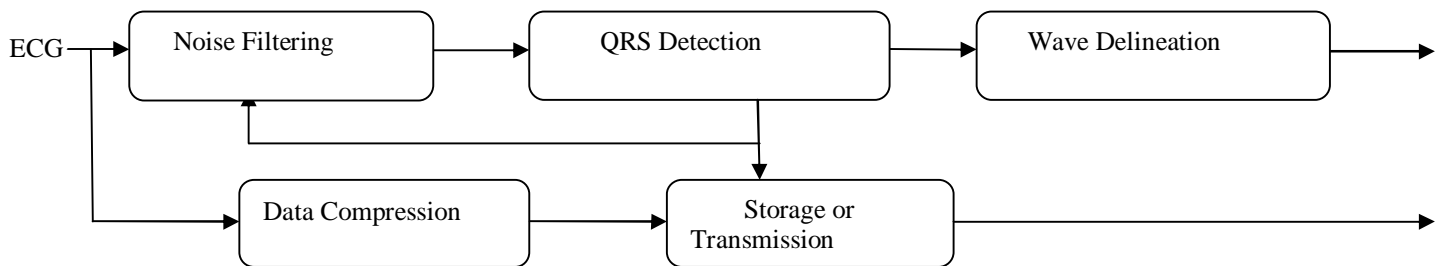 ECG
Noise Filtering
QRS Detection
Wave Delineation
Data Compression
Storage or
Transmission